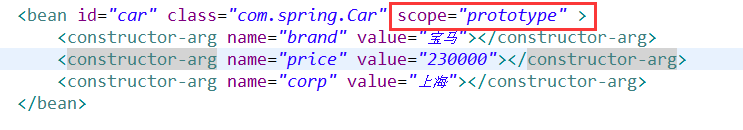 <bean id="car" class="com.spring.Car" scope="prototype" >
<constructor-arg name="brand" value="宝马"></constructor-arg>
<constructor-arg name="price" value="230000"></constructor-arg>
<constructor-arg name="corp" value="上海"></constructor-arg>
</bean>